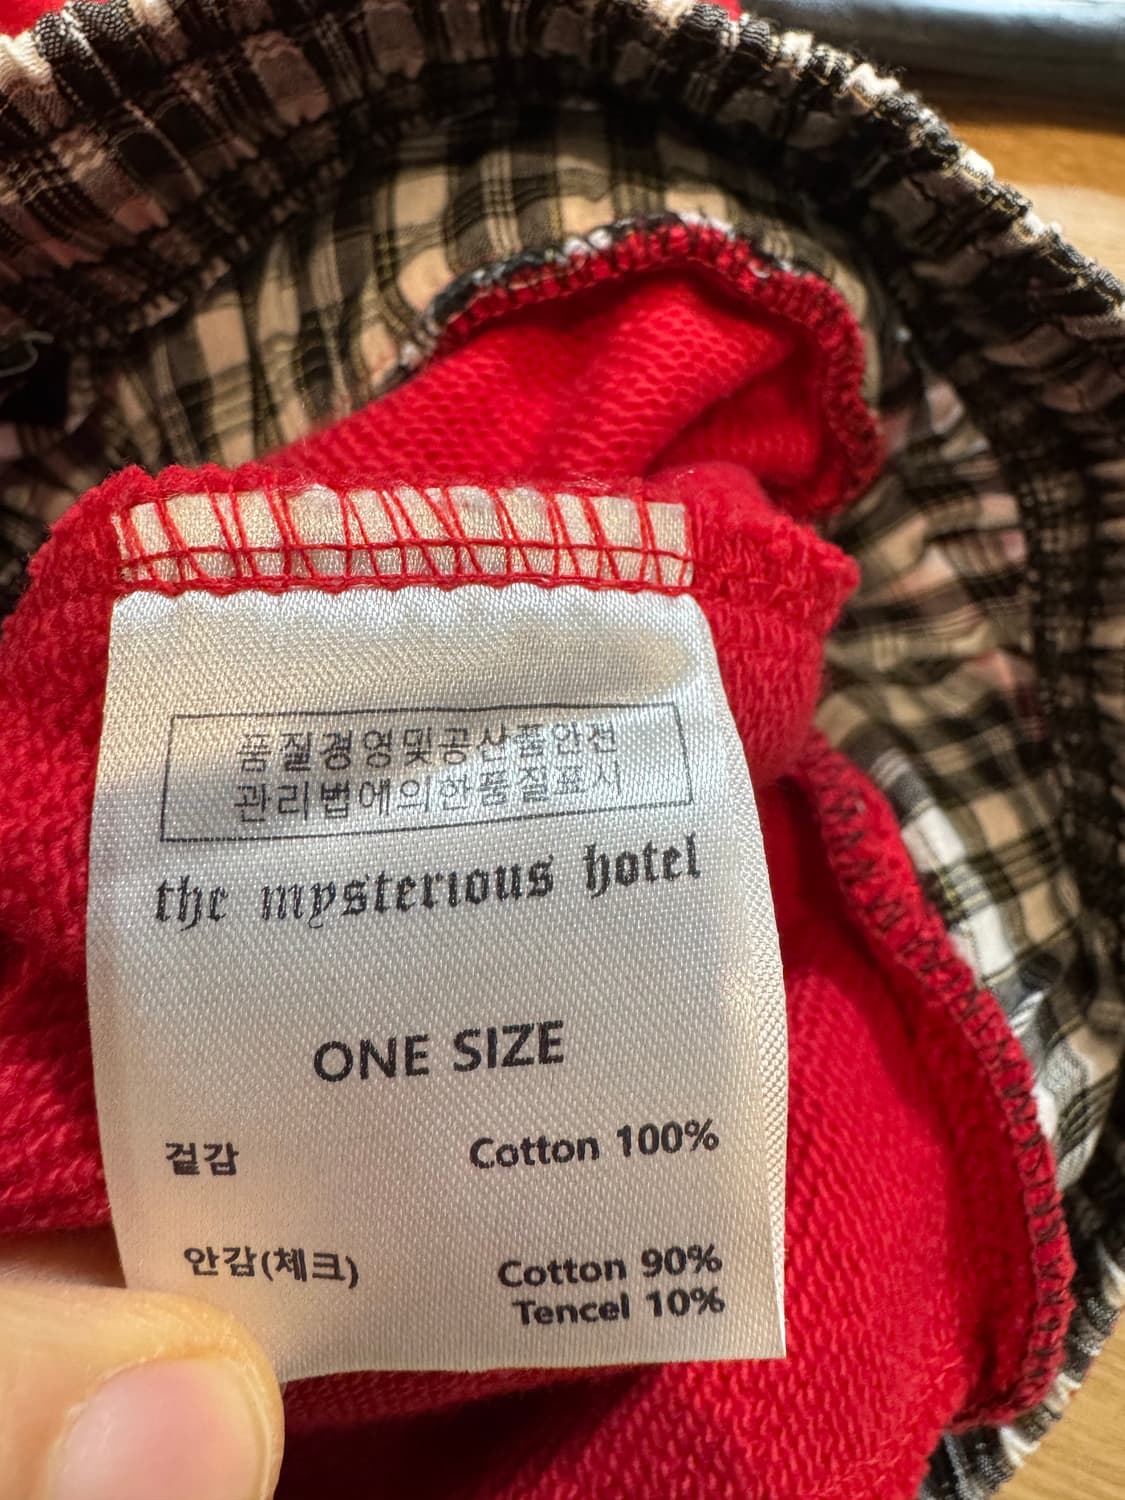 품질경영및공산품안전
관리법에의한품질표시
the mysterious hotel
ONE SIZE
겉감 Cotton 100%
안감(체크) Cotton 90%
Tencel 10%